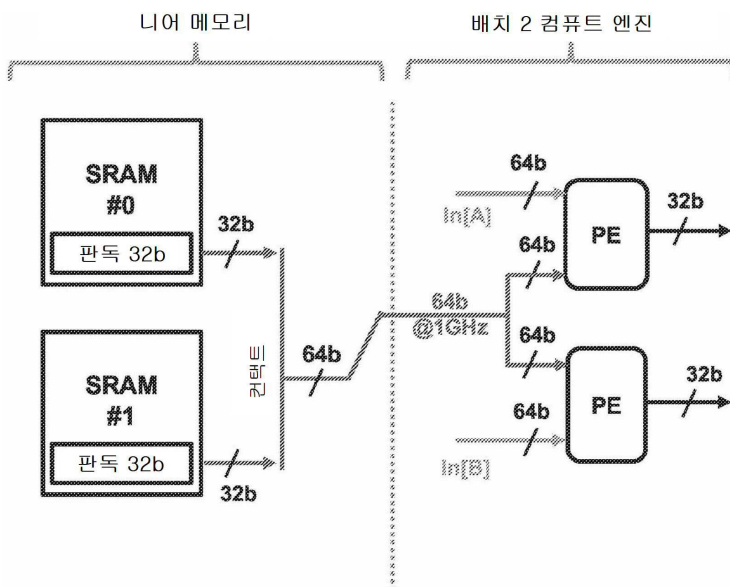 니어 메모리
배치 2 컴퓨트 엔진
SRAM
#0
판독 32b
32b
SRAM
#1
판독 32b
32b
컨택트
64b
64b
@1GHz
64b
In[A]
64b
PE
32b
64b
64b
In[B]
PE
32b